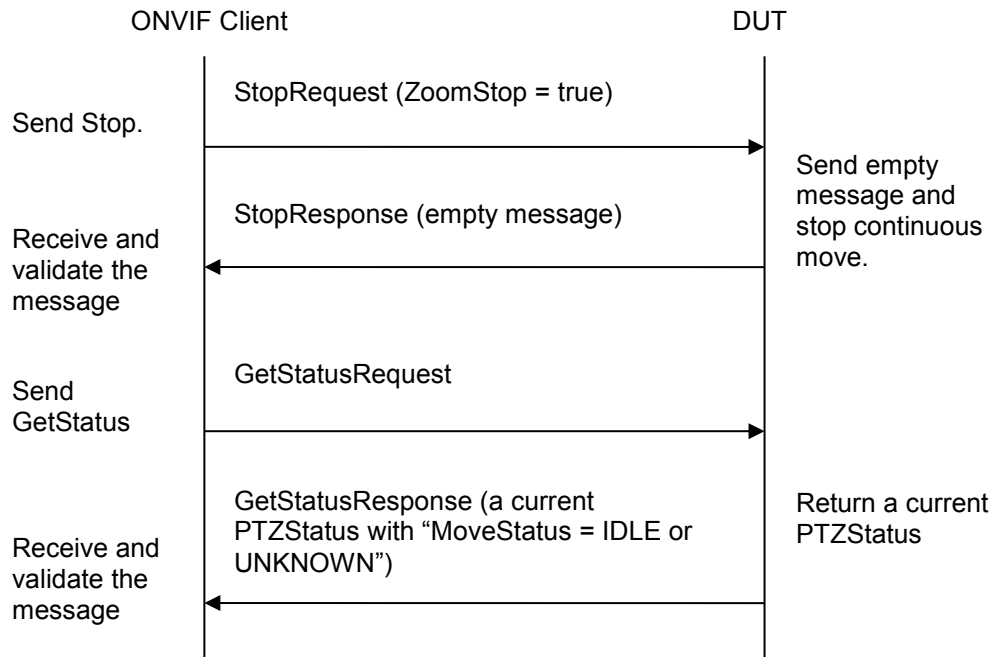 ONVIF Client
DUT
StopRequest (ZoomStop = true)
Send Stop.
Send empty
message and
stop continuous
move.
StopResponse (empty message)
Receive and
validate the
message
GetStatusRequest
Send
GetStatus
GetStatusResponse (a current
PTZStatus with “MoveStatus = IDLE or
UNKNOWN”)
Return a current
PTZStatus
Receive and
validate the
message